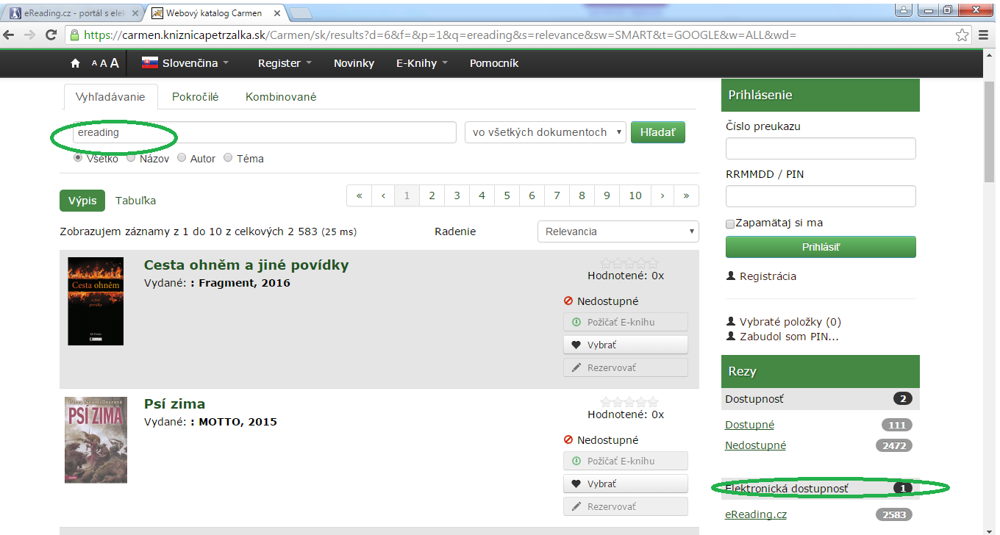 eReading.cz - portál s elek
Webový katalog Carmen
https://carmen.kniznicapetrzalka.sk/Carmen/sk/results?d=6&f=&p=1&q=ereading&s=relevance&sw=SMART&t=GOOGLE&w=ALL&wd=
A A A Slovenčina Register Novinky E-Knihy Pomocník
Vyhľadávanie Pokročilé Kombinované
ereading vo všetkých dokumentoch Hľadať
Všetko Názov Autor Téma
Výpis Tabuľka « ‹ 1 2 3 4 5 6 7 8 9 10 › »
Zobrazujem záznamy z 1 do 10 z celkových 2 583 (25 ms) Radenie Relevancia
Cesta ohněm
a jiné
povídky
Cesta ohněm a jiné povídky
Vydané: : Fragment, 2016
Hodnotené: 0x
Nedostupné
Požičať E-knihu
Vybrať
Rezervovať
PSÍ ZIMA
Psí zima
Vydané: : MOTTO, 2015
Hodnotené: 0x
Nedostupné
Požičať E-knihu
Vybrať
Rezervovať
Prihlásenie
Číslo preukazu
RRMMDD / PIN
Zapamätaj si ma
Prihlásiť
Registrácia
Vybraté položky (0)
Zabudol som PIN...
Rezy
Dostupnosť 2
Dostupné 111
Nedostupné 2472
Elektronická dostupnosť 1
eReading.cz 2583